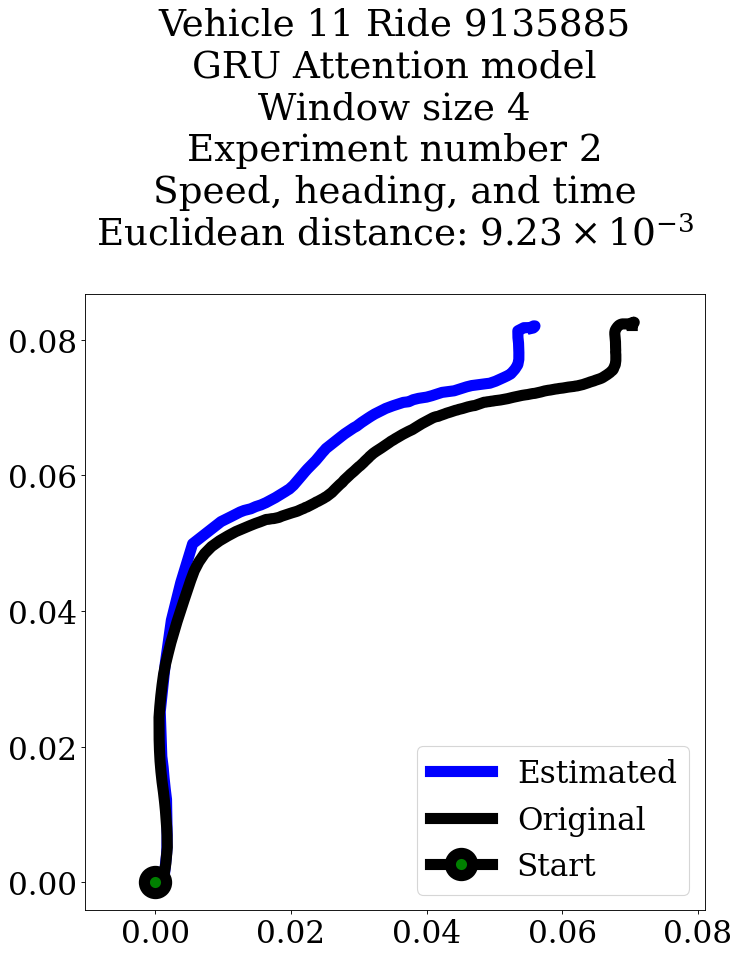 Vehicle 11 Ride 9135885
GRU Attention model
Window size 4
Experiment number 2
Speed, heading, and time
Euclidean distance: 9.23 × 10⁻³
0.08
0.06
0.04
0.02
0.00
Estimated
Original
Start
0.00 0.02 0.04 0.06 0.08